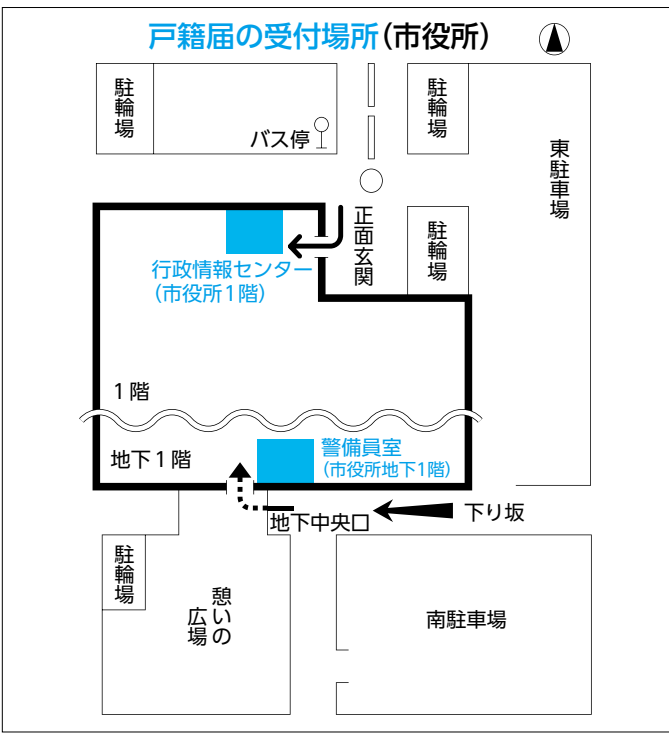 戸籍届の受付場所(市役所)
駐輪場
バス停
駐輪場
東駐車場
正面玄関
駐輪場
行政情報センター
(市役所1階)
1階
地下1階
警備員室
(市役所地下1階)
地下中央口
下り坂
駐輪場
憩いの
広場
南駐車場